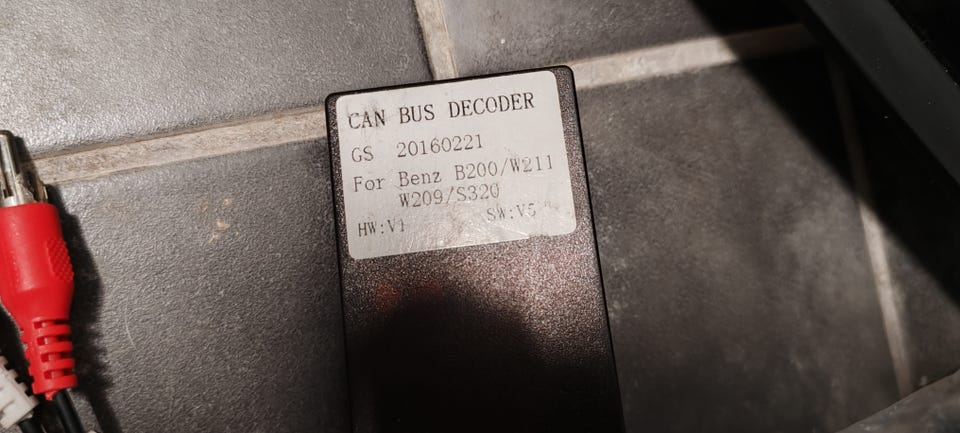 CAN BUS DECODER
GS 20160221
For Benz B200/W211
W209/S320
HW:V1 SW:V5